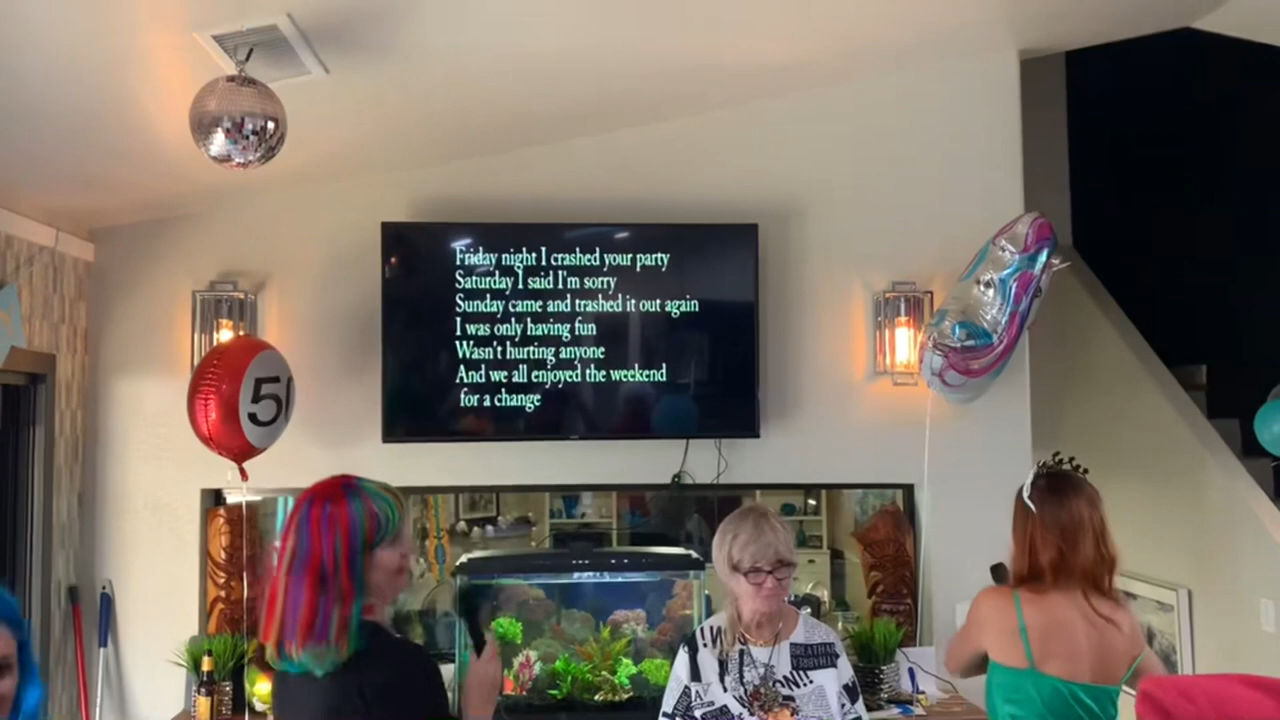 Friday night I crashed your party
Saturday I said I'm sorry
Sunday came and trashed it out again
I was only having fun
Wasn't hurting anyone
And we all enjoyed the weekend
for a change
50